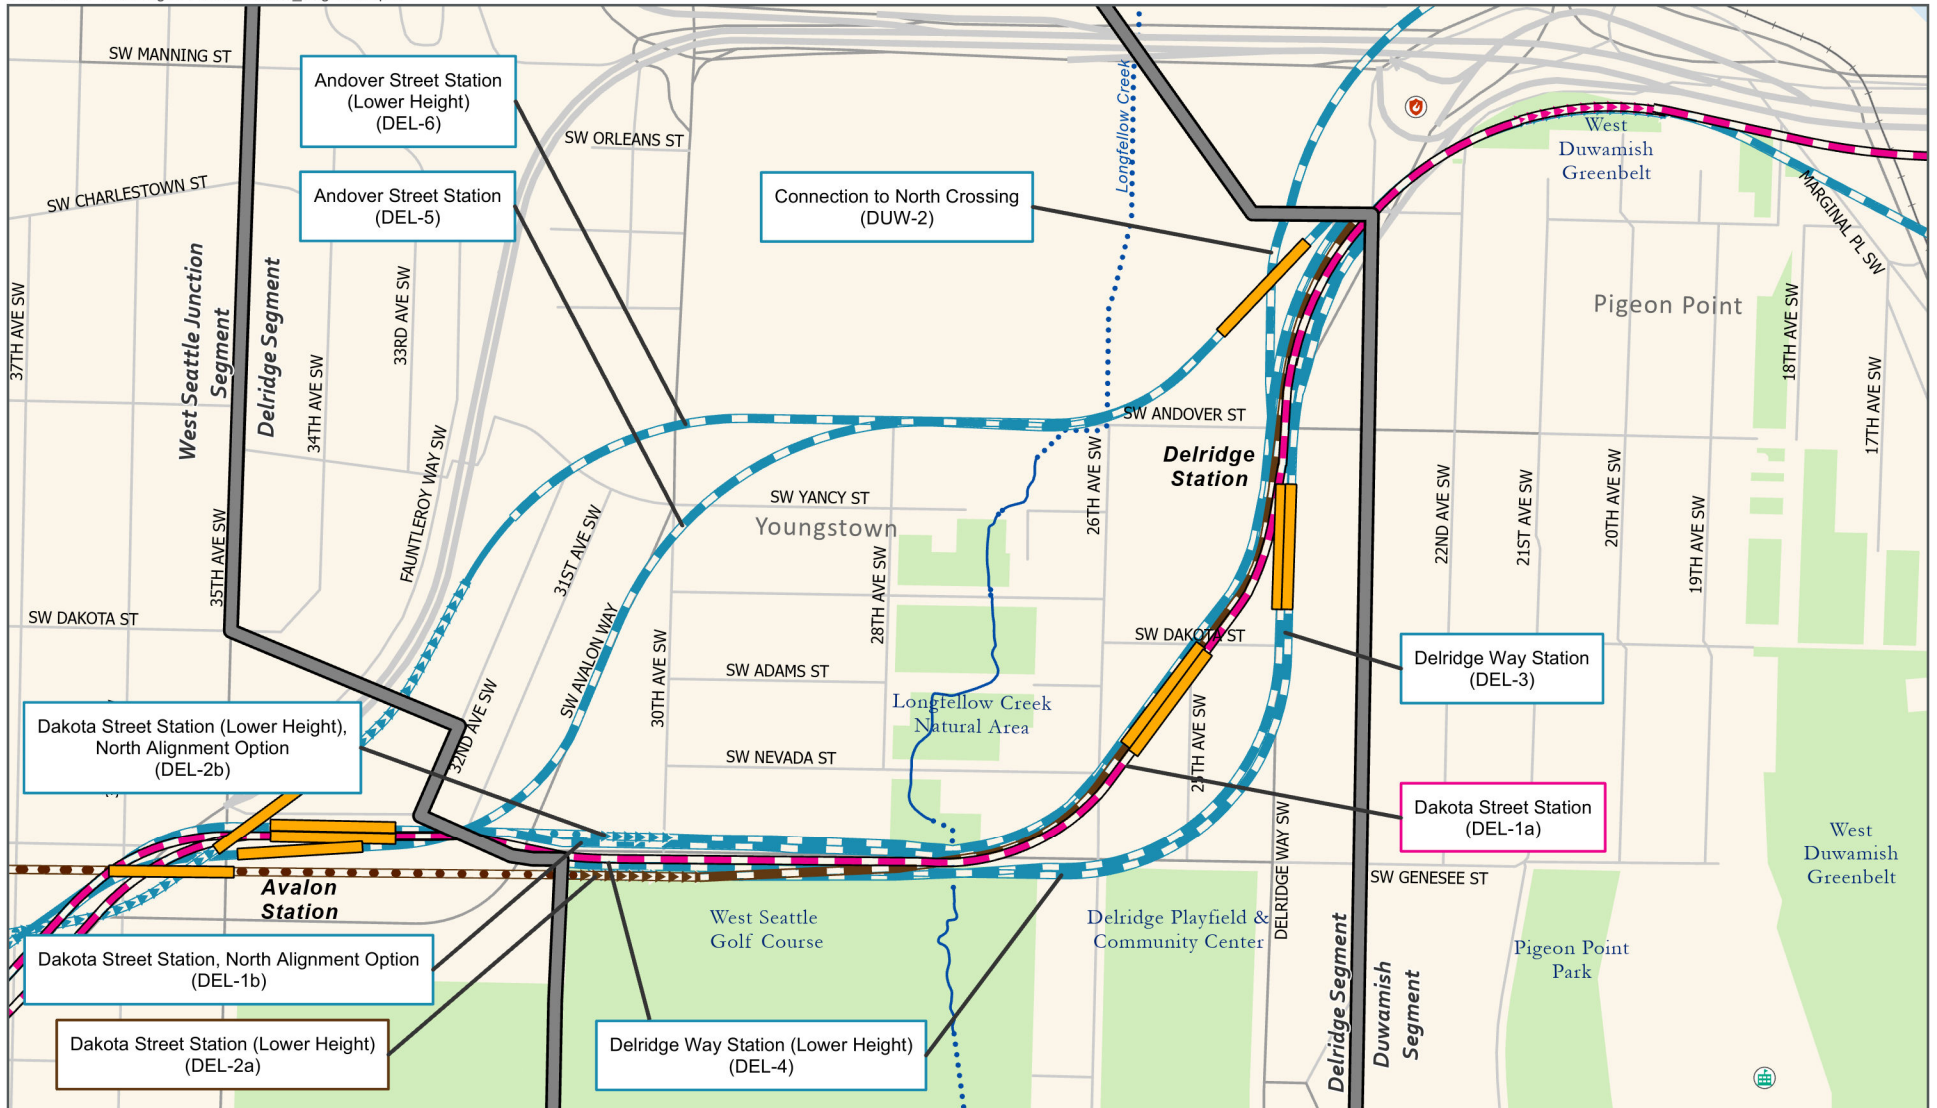 SW MANNING ST
Andover Street Station
(Lower Height)
(DEL-6)
SW ORLEANS ST
Longfellow Creek
West
Duwamish
Greenbelt
SW CHARLESTOWN ST
Andover Street Station
(DEL-5)
Connection to North Crossing
(DUW-2)
MARGINAL PL SW
West Seattle Junction
Segment
Delridge Segment
37TH AVE SW
34TH AVE SW
33RD AVE SW
Pigeon Point
18TH AVE SW
17TH AVE SW
SW ANDOVER ST
FAUNTLEROY WAY SW
Delridge
Station
26TH AVE SW
SW YANCY ST
Youngstown
22ND AVE SW
21ST AVE SW
20TH AVE SW
19TH AVE SW
35TH AVE SW
31ST AVE SW
28TH AVE SW
SW DAKOTA ST
SW AVALON WAY
30TH AVE SW
SW DAKOTA ST
Delridge Way Station
(DEL-3)
SW ADAMS ST
Longfellow Creek
Natural Area
32ND AVE SW
25TH AVE SW
Dakota Street Station (Lower Height),
North Alignment Option
(DEL-2b)
SW NEVADA ST
Dakota Street Station
(DEL-1a)
DELRIDGE WAY SW
West
Duwamish
Greenbelt
SW GENESEE ST
Avalon
Station
West Seattle
Golf Course
Delridge Playfield &
Community Center
Pigeon Point
Park
Dakota Street Station, North Alignment Option
(DEL-1b)
Delridge Segment
Duwamish
Segment
Dakota Street Station (Lower Height)
(DEL-2a)
Delridge Way Station (Lower Height)
(DEL-4)